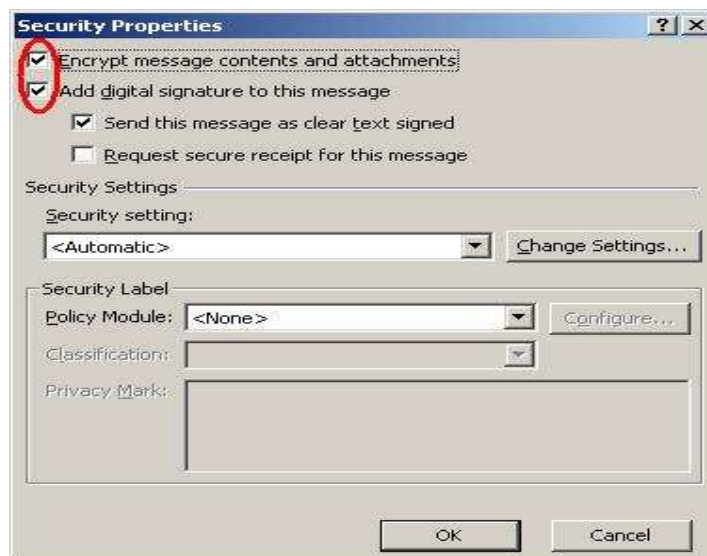 Security Properties
Encrypt message contents and attachments
Add digital signature to this message
Send this message as clear text signed
Request secure receipt for this message
Security Settings
Security setting:
<Automatic> Change Settings...
Security Label
Policy Module: <None> Configure...
Classification:
Privacy Mark:
OK Cancel